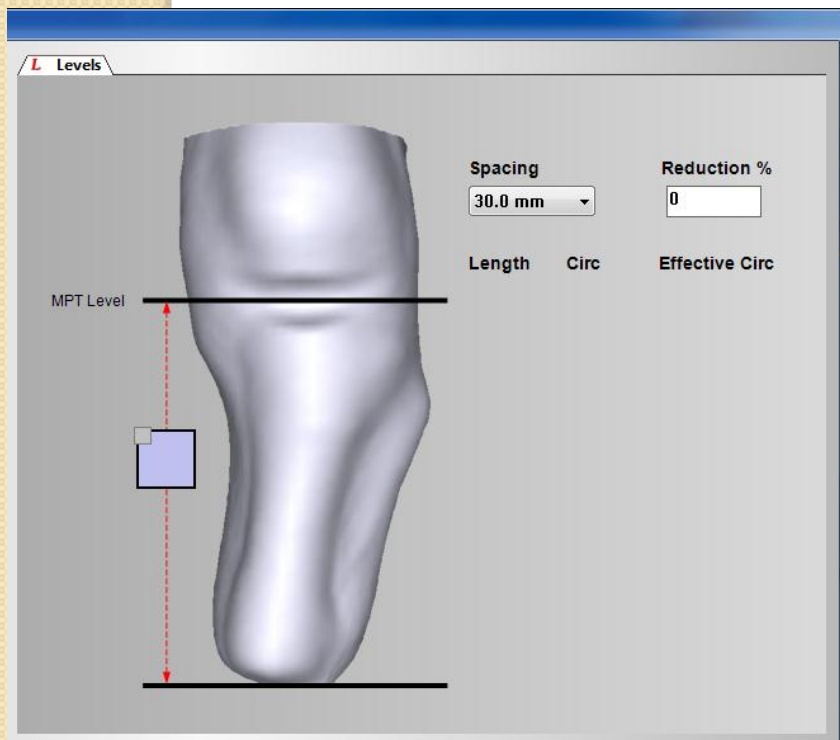 L Levels
Spacing Reduction %
30.0 mm 0
Length Circ Effective Circ
MPT Level